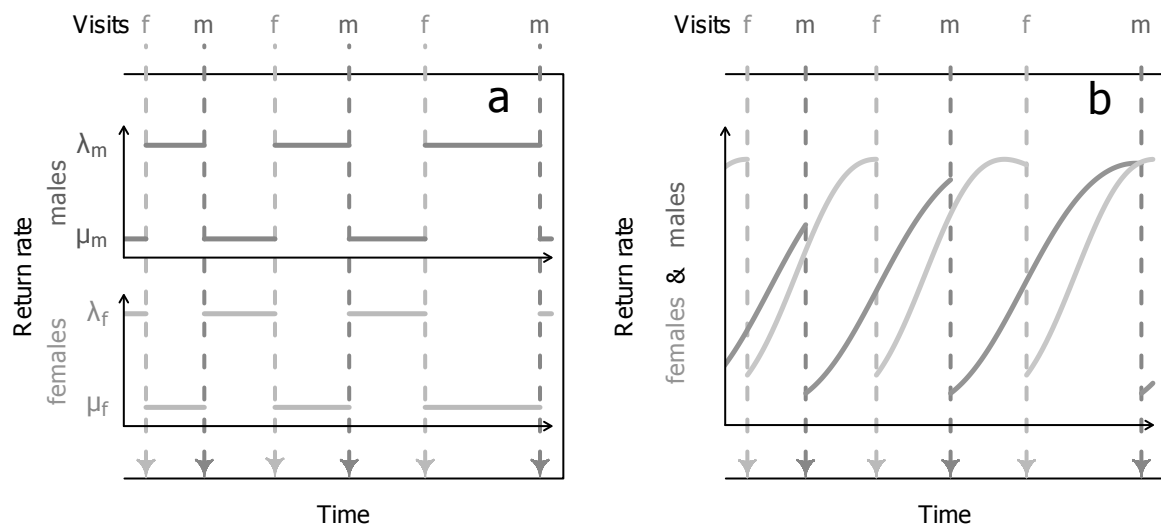 Visits f m f m f m
a
λm
μm
males
λf
μf
females
Return rate
Time
Visits f m f m f m
b
Return rate
females & males
Time